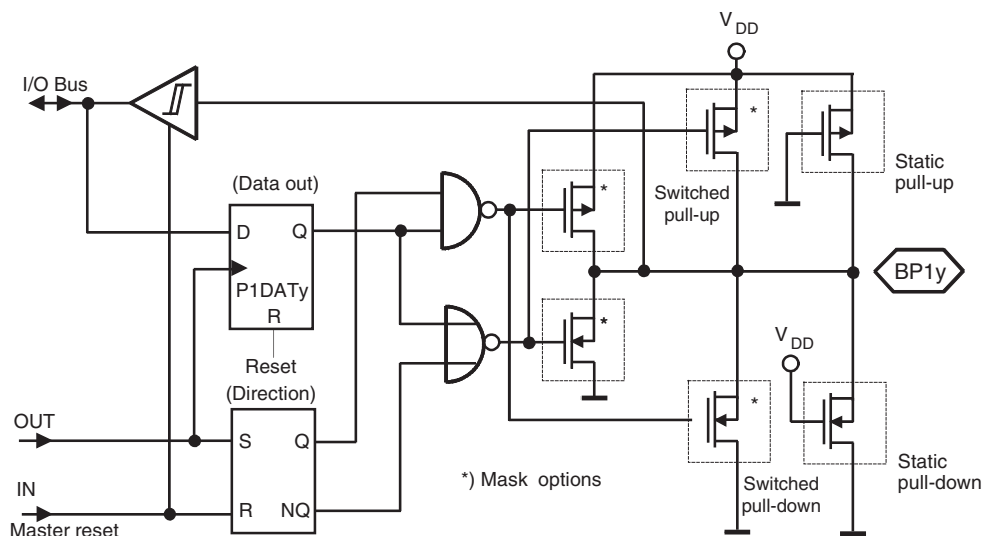 V DD
I/O Bus
*
*
Static
pull-up
(Data out)
Switched
pull-up
*
D
Q
P1DATy
R
BP1y
*
V DD
Reset
(Direction)
OUT
S
Q
*
*) Mask options
Static
pull-down
IN
Switched
pull-down
R
NQ
Master reset